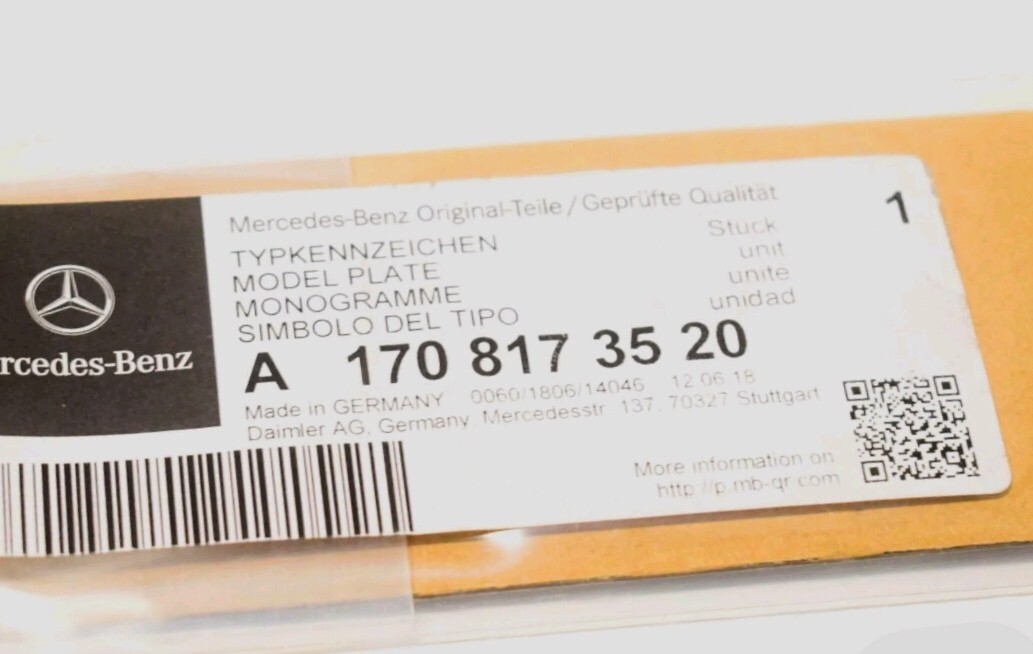 Mercedes-Benz Original-Teile / Geprüfte Qualität 1
TYPKENNZEICHEN Stück
MODEL PLATE unit
MONOGRAMME unite
SIMBOLO DEL TIPO unidad
A 170 817 35 20
Made in GERMANY 0060/1806/14046 12.06.18
Daimler AG, Germany Mercedesstr. 137. 70327 Stuttgart
rcedes-Benz
More information on
http://p.mb-qr.com